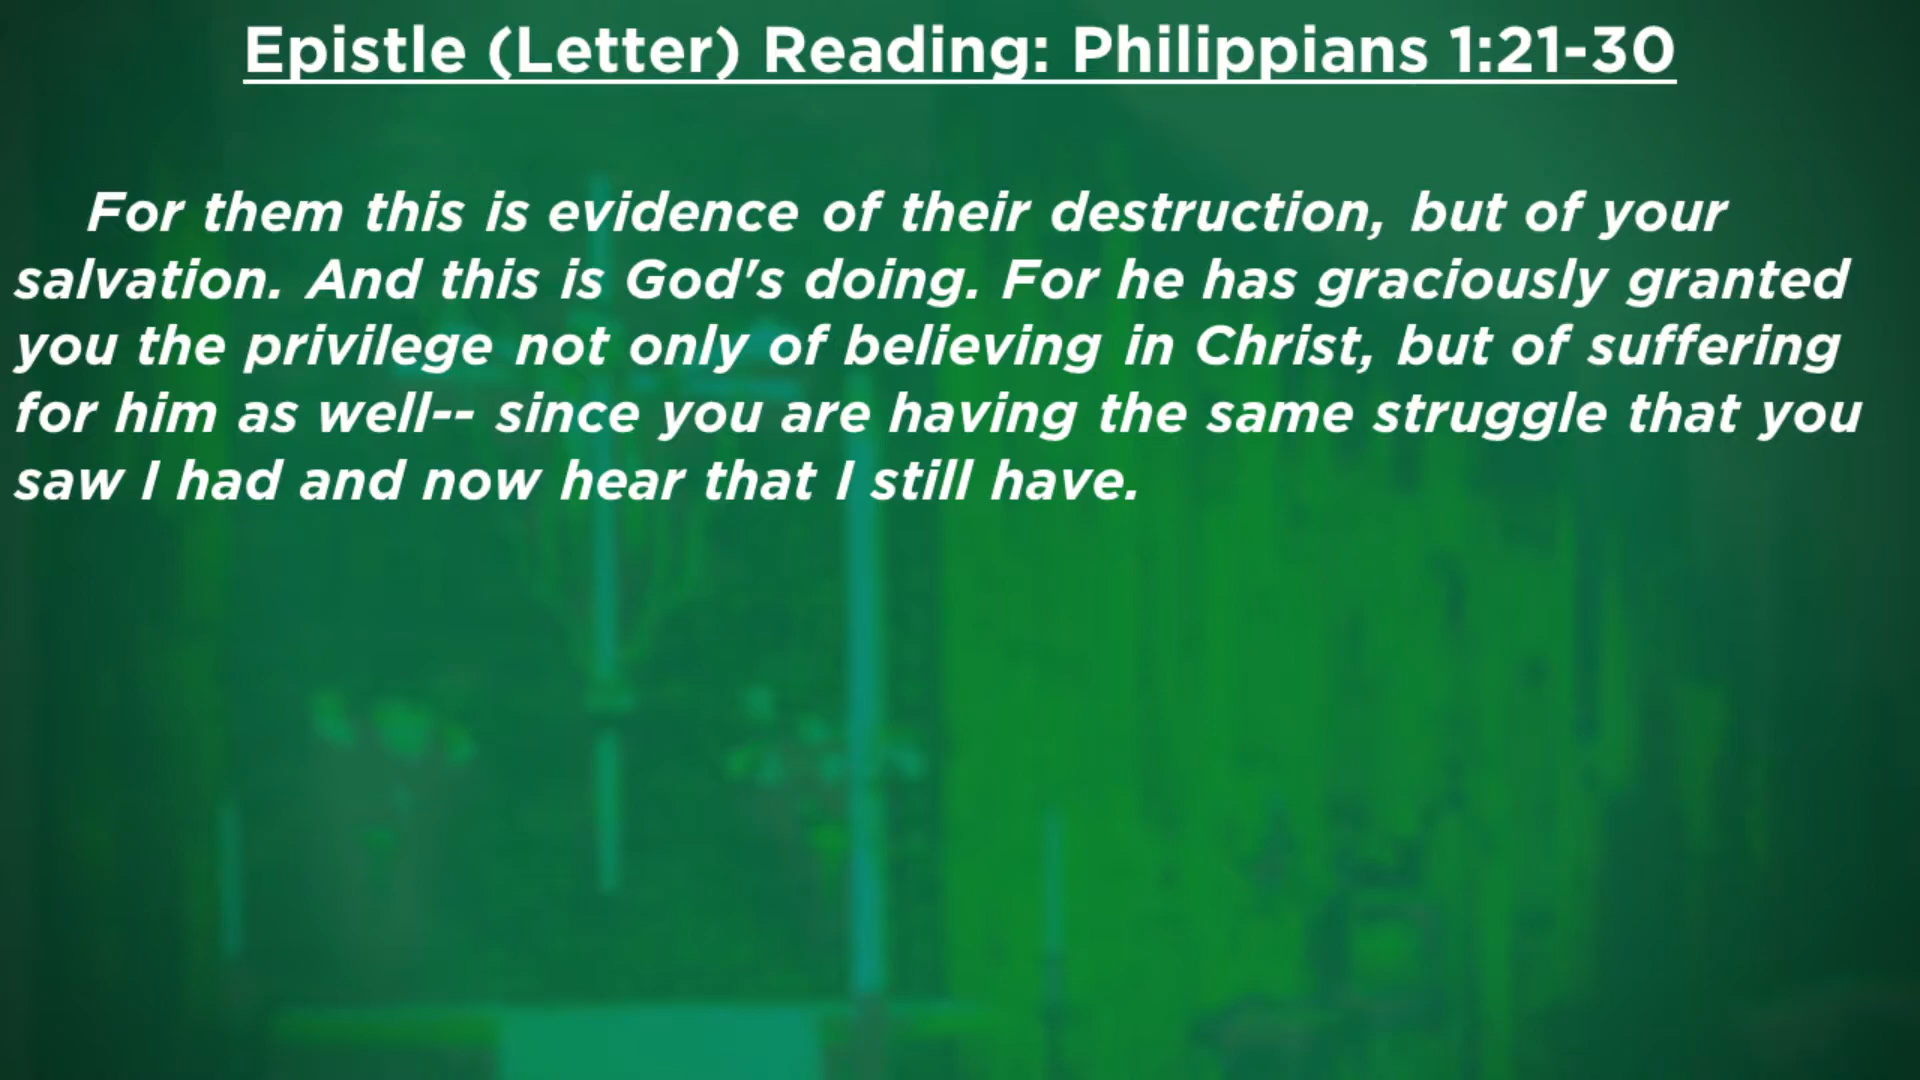 Epistle (Letter) Reading: Philippians 1:21-30
For them this is evidence of their destruction, but of your
salvation. And this is God's doing. For he has graciously granted
you the privilege not only of believing in Christ, but of suffering
for him as well-- since you are having the same struggle that you
saw I had and now hear that I still have.